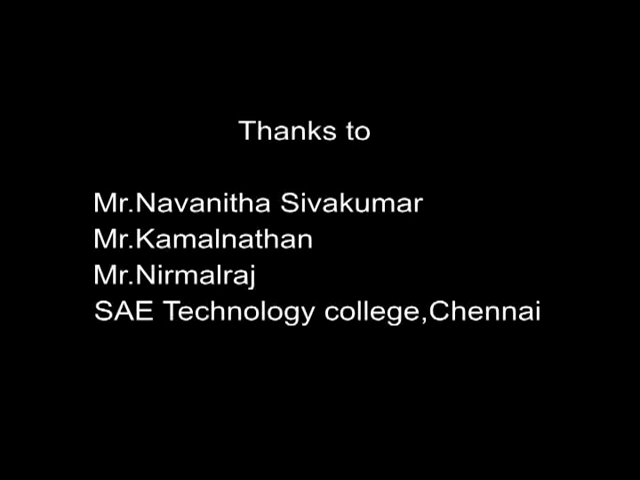 Thanks to
Mr.Navanitha Sivakumar
Mr.Kamalnathan
Mr.Nirmalraj
SAE Technology college,Chennai